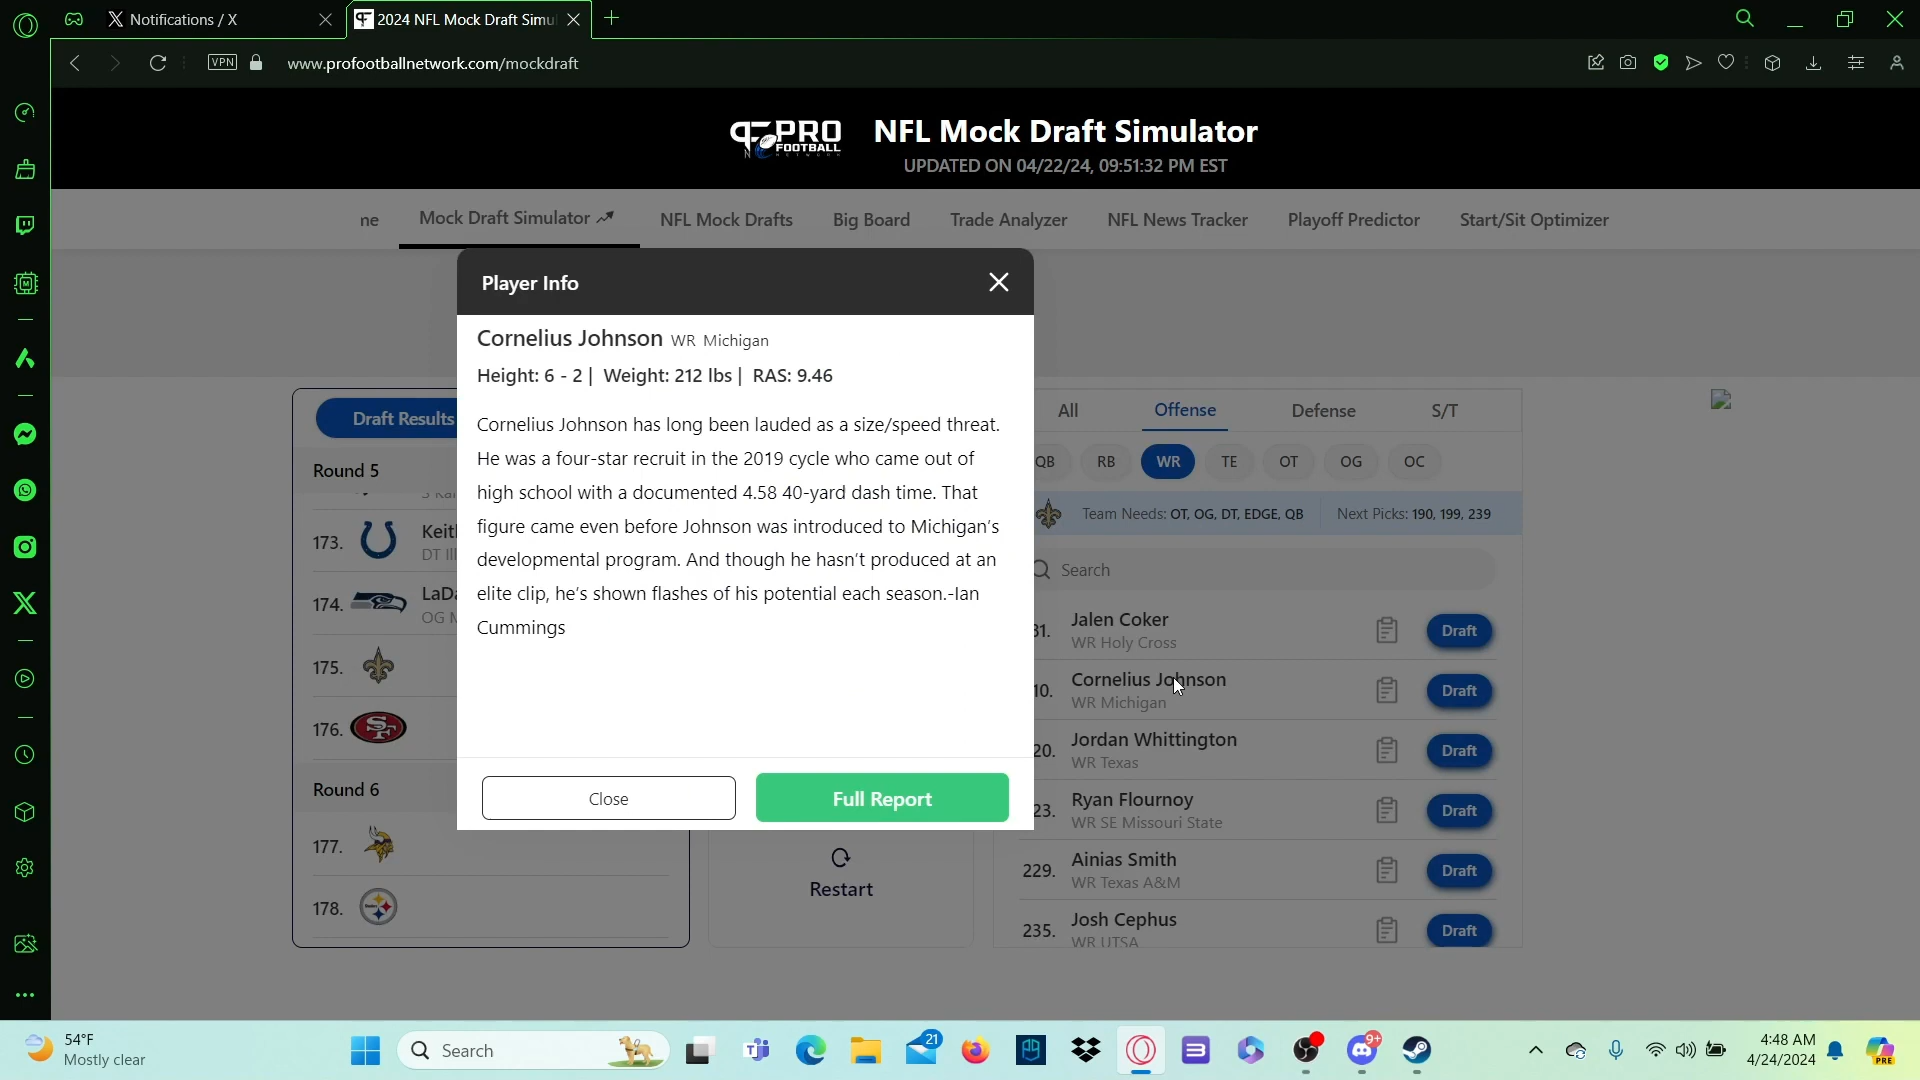 Notifications / X
2024 NFL Mock Draft Simu
VPN
www.profootballnetwork.com/mockdraft
PRO
FOOTBALL
NETWORK
NFL Mock Draft Simulator
UPDATED ON 04/22/24, 09:51:32 PM EST
ne
Mock Draft Simulator
NFL Mock Drafts
Big Board
Trade Analyzer
NFL News Tracker
Playoff Predictor
Start/Sit Optimizer
Player Info
Cornelius Johnson WR Michigan
Height: 6 - 2 | Weight: 212 lbs | RAS: 9.46
Cornelius Johnson has long been lauded as a size/speed threat.
He was a four-star recruit in the 2019 cycle who came out of
high school with a documented 4.58 40-yard dash time. That
figure came even before Johnson was introduced to Michigan's
developmental program. And though he hasn't produced at an
elite clip, he's shown flashes of his potential each season.-Ian
Cummings
Close
Full Report
Draft Results
Round 5
173.
Keit
DT Ill
174.
LaDa
OG M
175.
176.
Round 6
177.
178.
Restart
All
Offense
Defense
S/T
QB
RB
WR
TE
OT
OG
OC
Team Needs: OT, OG, DT, EDGE, QB
Next Picks: 190, 199, 239
Search
31.
Jalen Coker
WR Holy Cross
Draft
10.
Cornelius Johnson
WR Michigan
Draft
20.
Jordan Whittington
WR Texas
Draft
23.
Ryan Flournoy
WR SE Missouri State
Draft
229.
Ainias Smith
WR Texas A&M
Draft
235.
Josh Cephus
WR UTSA
Draft
54°F
Mostly clear
Search
21
9+
4:48 AM
4/24/2024
PRE